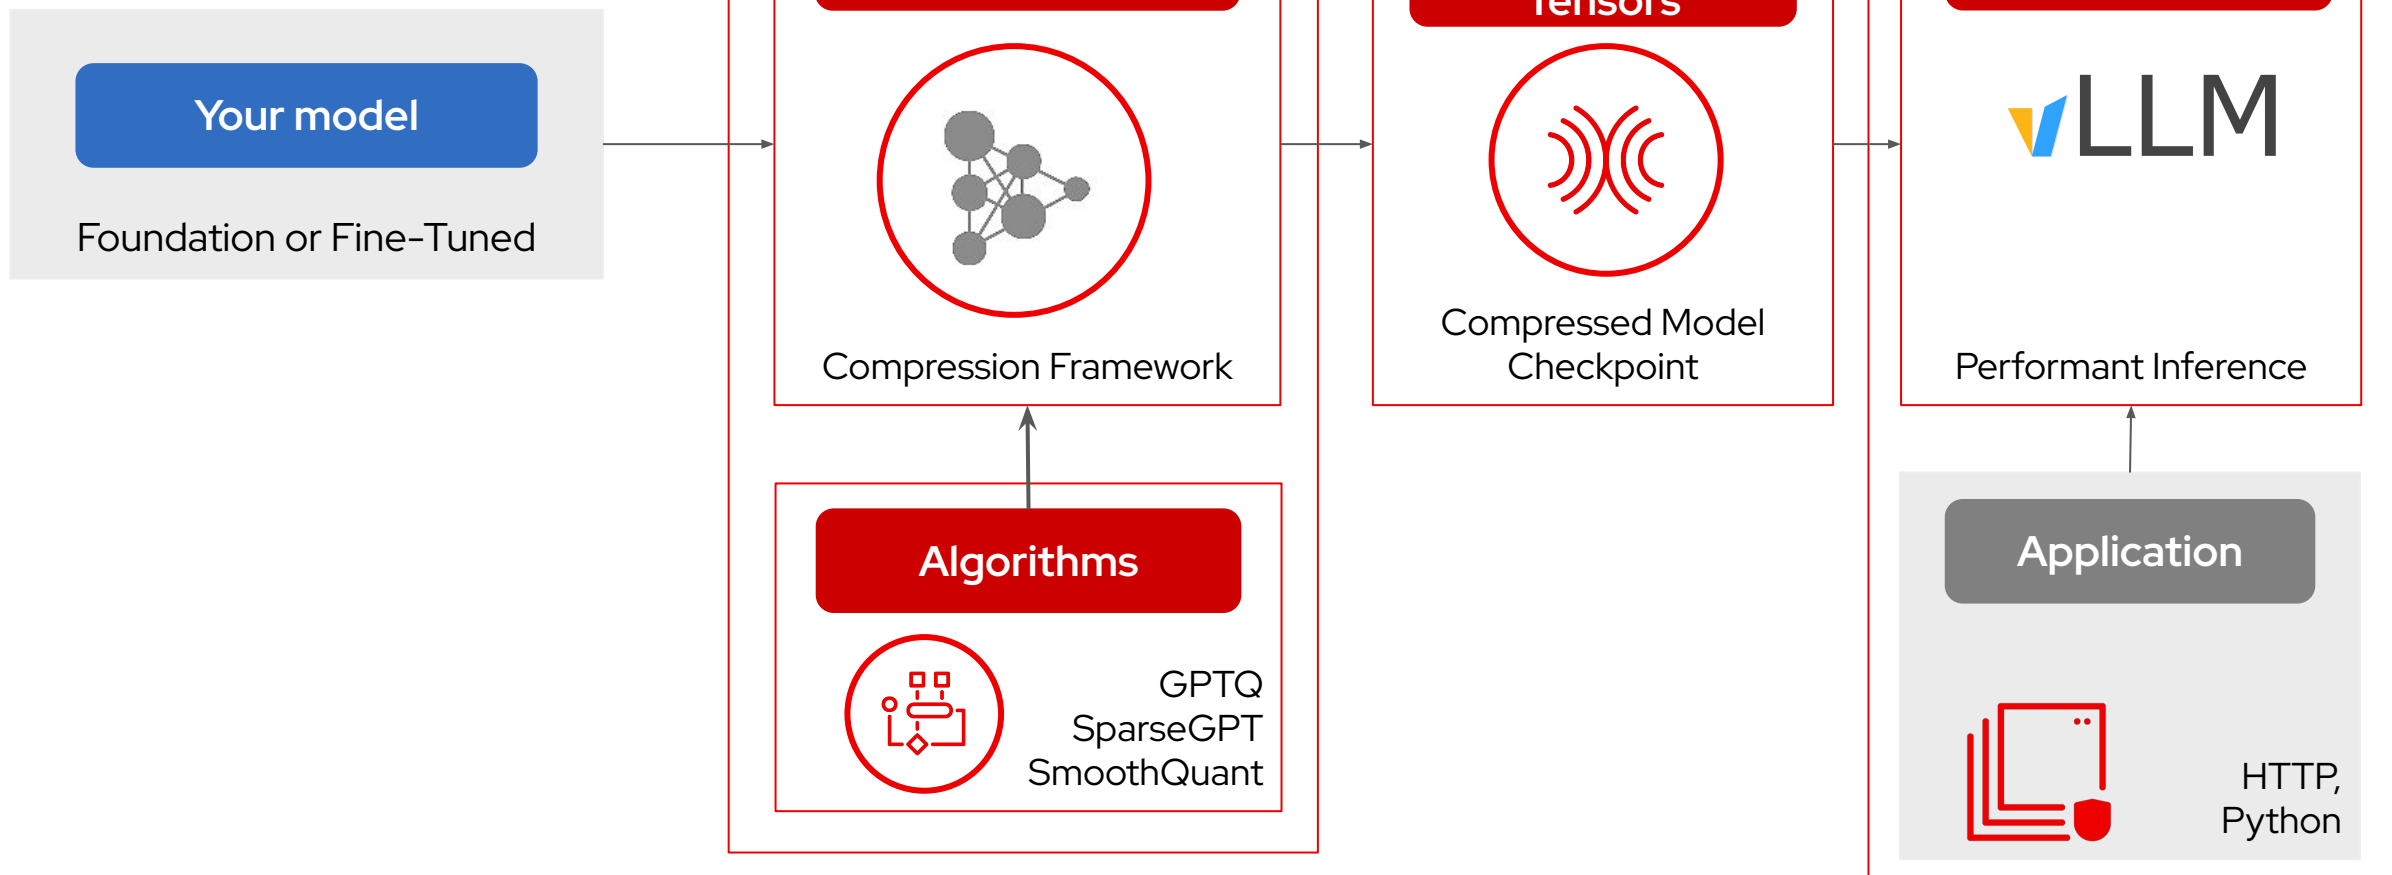 Tensors
Your model
Foundation or Fine-Tuned
vLLM
Compression Framework
Compressed Model
Checkpoint
Performant Inference
Algorithms
GPTQ
SparseGPT
SmoothQuant
Application
HTTP,
Python